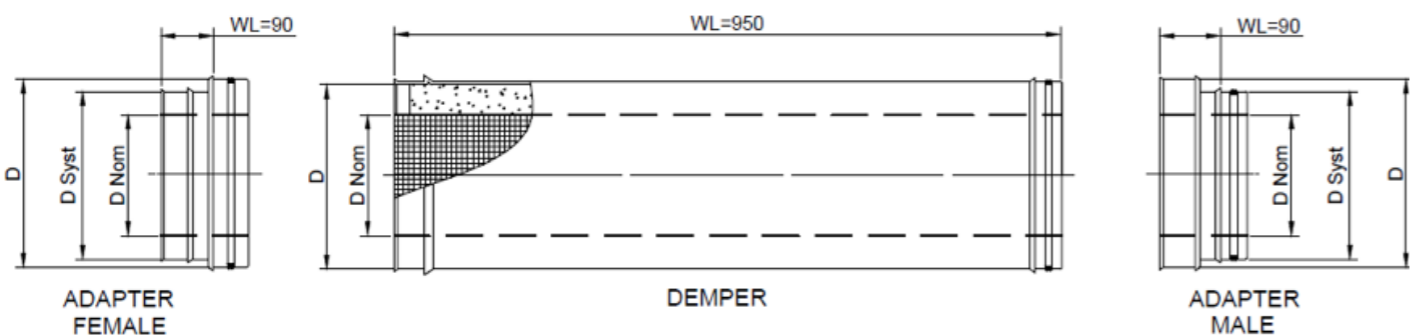 WL=90
D
D Syst
D Nom
ADAPTER
FEMALE
WL=950
D
D Nom
DEMPER
WL=90
D Nom
D Syst
D
ADAPTER
MALE